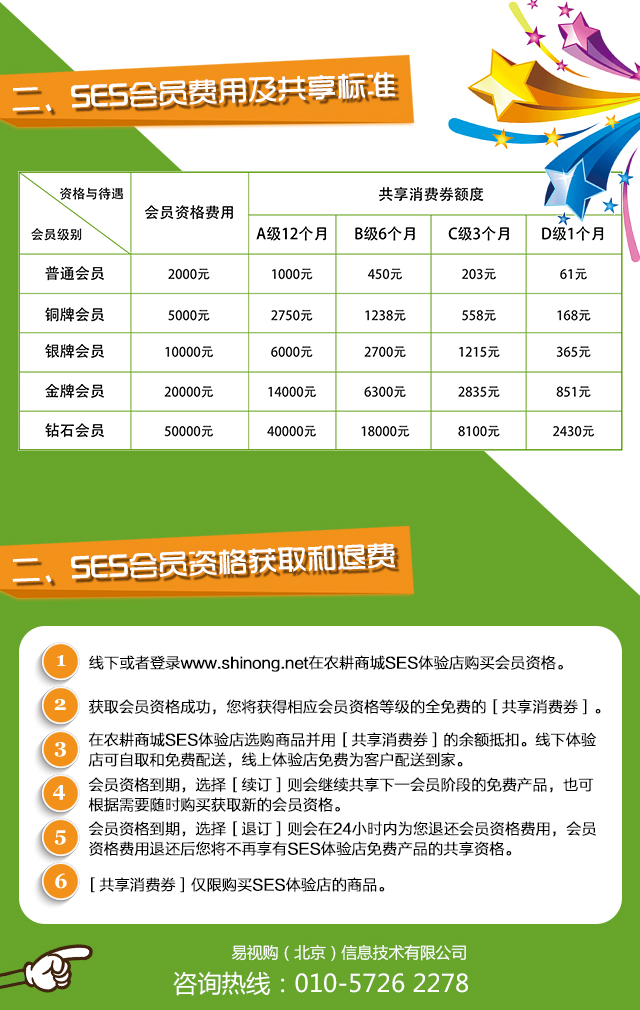 二、SES会员费用及共享标准
资格与待遇
会员级别
会员资格费用
共享消费券额度
A级12个月 B级6个月 C级3个月 D级1个月
普通会员 2000元 1000元 450元 203元 61元
铜牌会员 5000元 2750元 1238元 558元 168元
银牌会员 10000元 6000元 2700元 1215元 365元
金牌会员 20000元 14000元 6300元 2835元 851元
钻石会员 50000元 40000元 18000元 8100元 2430元
二、SES会员资格获取和退费
1 线下或者登录www.shinong.net在农耕商城SES体验店购买会员资格。
2 获取会员资格成功，您将获得相应会员资格等级的全免费的［共享消费券］。
3 在农耕商城SES体验店选购商品并用［共享消费券］的余额抵扣。线下体验
店可自取和免费配送，线上体验店免费为客户配送到家。
4 会员资格到期，选择［续订］则会继续共享下一会员阶段的免费产品，也可
根据需要随时购买获取新的会员资格。
5 会员资格到期，选择［退订］则会在24小时内为您退还会员资格费用，会员
资格费用退还后您将不再享有SES体验店免费产品的共享资格。
6 ［共享消费券］仅限购买SES体验店的商品。
易视购（北京）信息技术有限公司
咨询热线：010-5726 2278